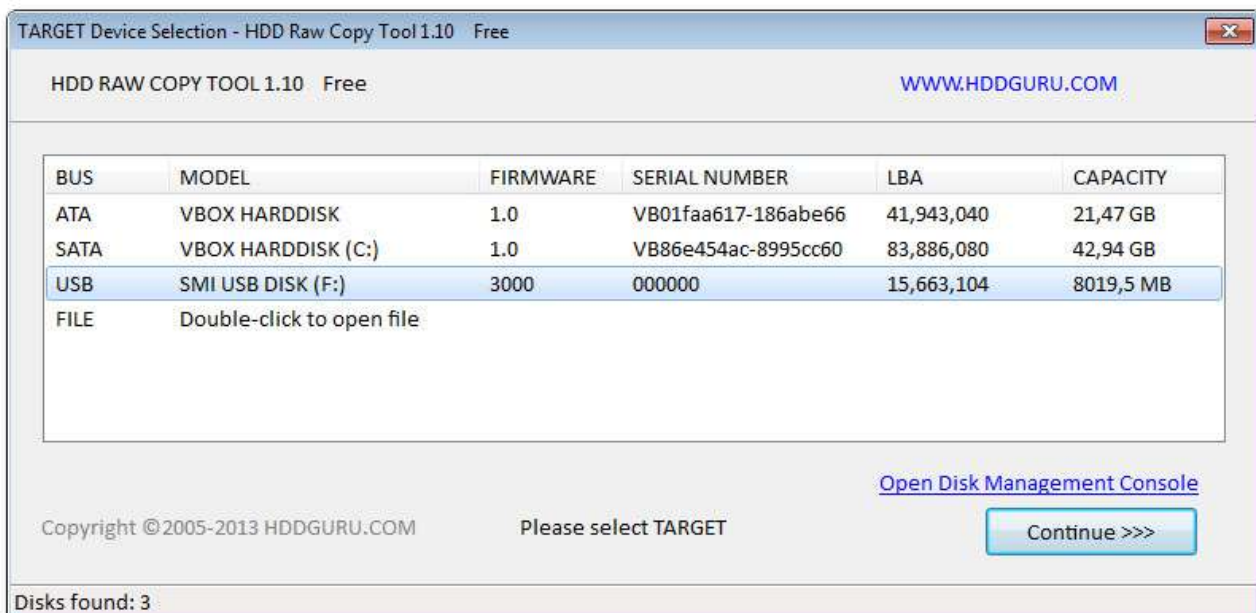 TARGET Device Selection - HDD Raw Copy Tool 1.10 Free
HDD RAW COPY TOOL 1.10 Free WWW.HDDGURU.COM
BUS MODEL FIRMWARE SERIAL NUMBER LBA CAPACITY
ATA VBOX HARDDISK 1.0 VB01faa617-186abe66 41,943,040 21,47 GB
SATA VBOX HARDDISK (C:) 1.0 VB86e454ac-8995cc60 83,886,080 42,94 GB
USB SMI USB DISK (F:) 3000 000000 15,663,104 8019,5 MB
FILE Double-click to open file
Open Disk Management Console
Copyright ©2005-2013 HDDGURU.COM Please select TARGET Continue >>>
Disks found: 3